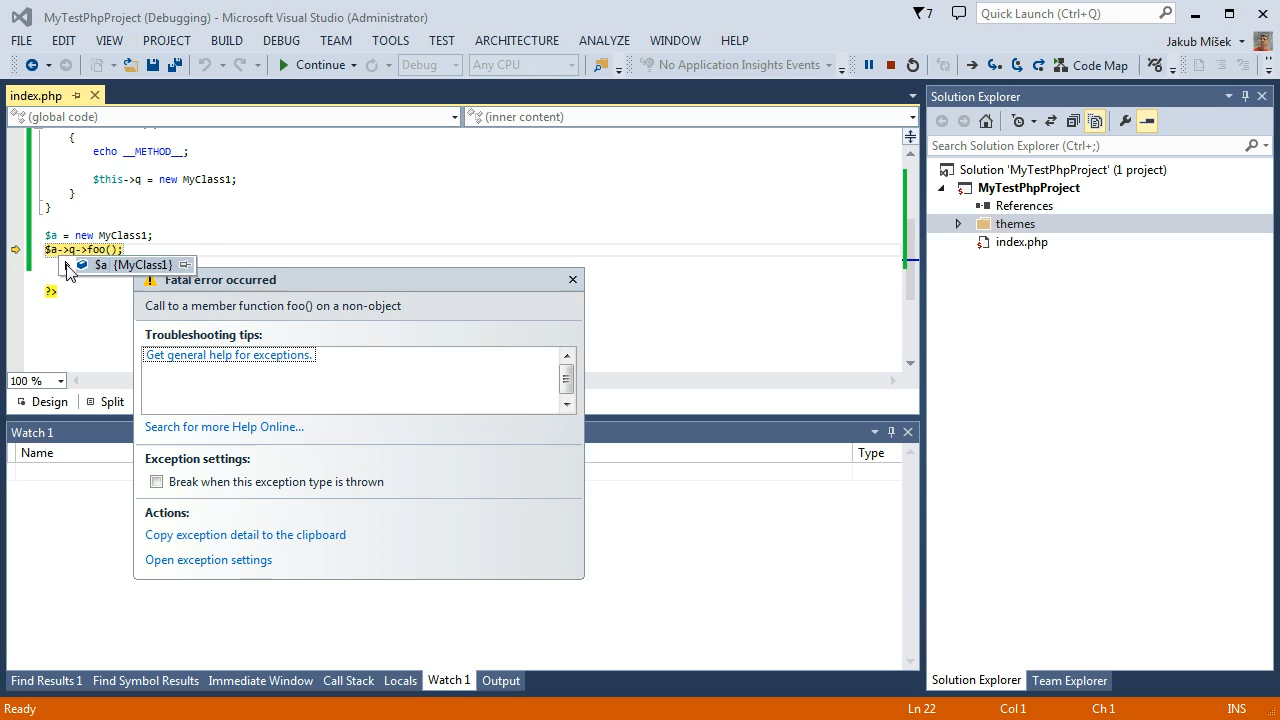 MyTestPhpProject (Debugging) - Microsoft Visual Studio (Administrator)
7
Quick Launch (Ctrl+Q)
FILE EDIT VIEW PROJECT BUILD DEBUG TEAM TOOLS TEST ARCHITECTURE ANALYZE WINDOW HELP
Jakub Míšek
Continue
Debug
Any CPU
No Application Insights Events
Code Map
index.php
(global code)
(inner content)
{
echo __METHOD__;
$this->q = new MyClass1;
}
}
$a = new MyClass1;
$a->q->foo();
$a {MyClass1}
?>
Fatal error occurred
Call to a member function foo() on a non-object
Troubleshooting tips:
Get general help for exceptions.
Search for more Help Online...
Exception settings:
Break when this exception type is thrown
Actions:
Copy exception detail to the clipboard
Open exception settings
100 %
Design Split
Watch 1
Name Type
Find Results 1 Find Symbol Results Immediate Window Call Stack Locals Watch 1 Output
Solution Explorer
Search Solution Explorer (Ctrl+;)
Solution 'MyTestPhpProject' (1 project)
MyTestPhpProject
References
themes
index.php
Solution Explorer Team Explorer
Ready Ln 22 Col 1 Ch 1 INS